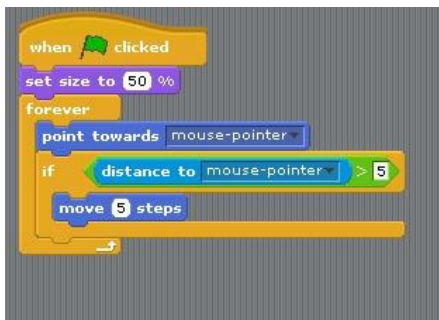 when clicked
set size to 50 %
forever
point towards mouse-pointer
if distance to mouse-pointer > 5
move 5 steps